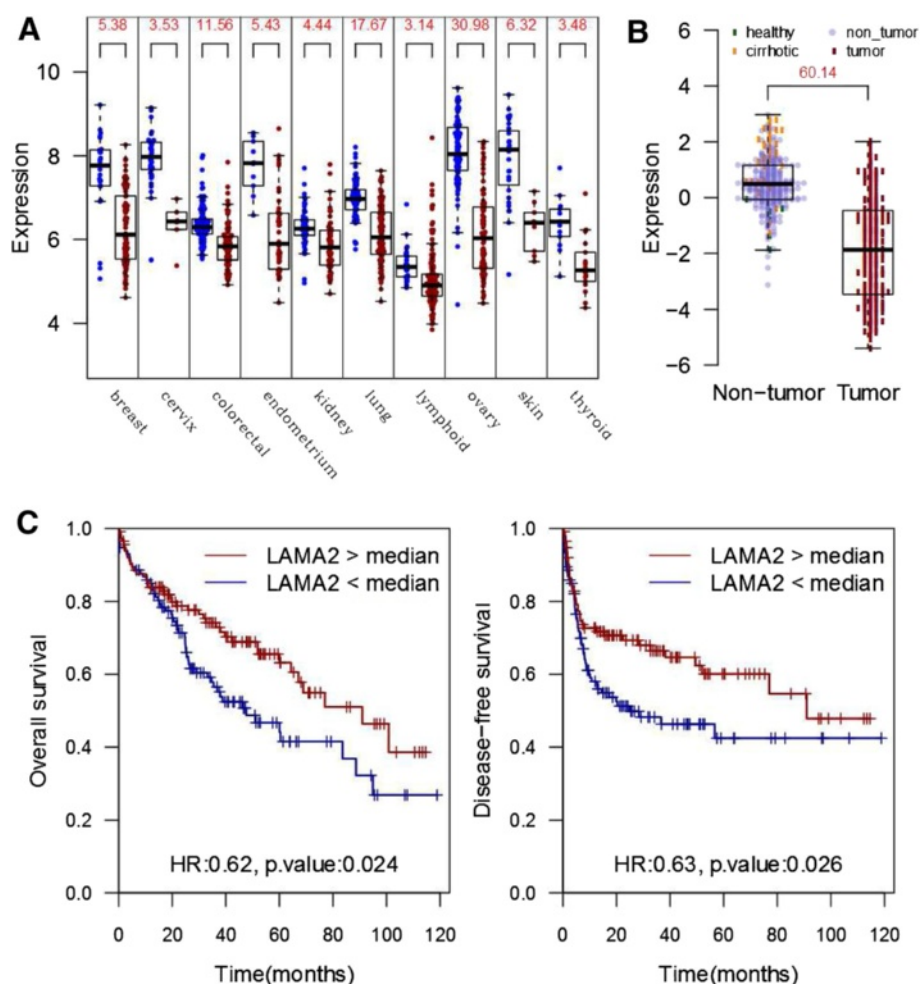 A
5.38 3.53 11.56 5.43 4.44 17.67 3.14 30.98 6.32 3.48
Expression
10
8
6
4
breast cervix colorectal endometrium kidney lung lymphoid ovary skin thyroid
B
healthy non_tumor
cirrhotic tumor
60.14
Expression
6
4
2
0
−2
−4
−6
Non−tumor Tumor
C
LAMA2 > median
LAMA2 < median
Overall survival
1.0
0.8
0.6
0.4
0.2
0.0
HR:0.62, p.value:0.024
0 20 40 60 80 100 120
Time(months)
LAMA2 > median
LAMA2 < median
Disease-free survival
1.0
0.8
0.6
0.4
0.2
0.0
HR:0.63, p.value:0.026
0 20 40 60 80 100 120
Time(months)